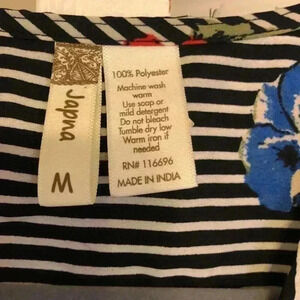 Japna
M
100% Polyester
Machine wash
warm
Use soap or
mild detergent
Do not bleach
Tumble dry low
Warm iron if
needed
RN# 116696
MADE IN INDIA